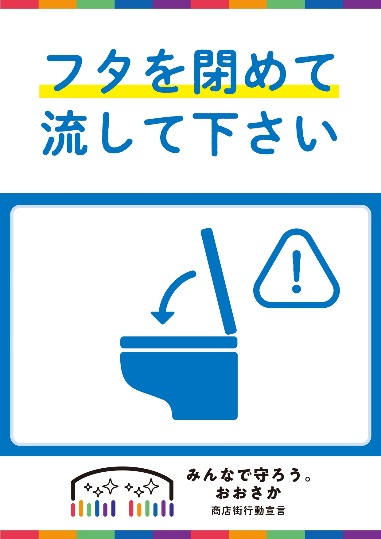 フタを閉めて
流して下さい
みんなで守ろう。
おおさか
商店街行動宣言